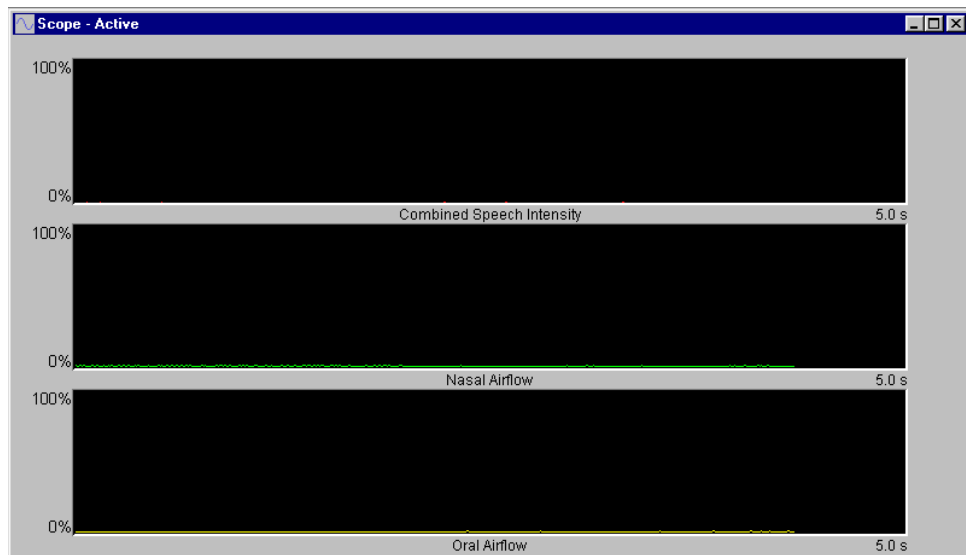 Scope - Active
100%
0%
Combined Speech Intensity 5.0 s
100%
0%
Nasal Airflow 5.0 s
100%
0%
Oral Airflow 5.0 s